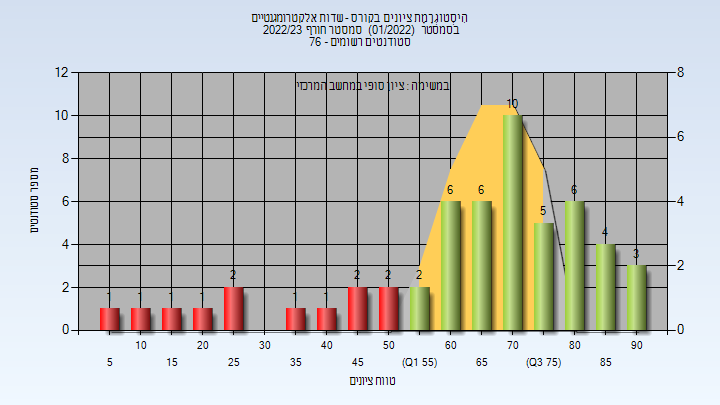 היסטוגרמת ציונים בקורס - שדות אלקטרומגנטיים
בסמסטר (01/2022) סמסטר חורף 2022/23
סטודנטים רשומים - 76
במשימה : ציון סופי במחשב המרכזי
מספר סטודנטים
12 10 8 6 4 2 0
8 6 4 2 0
1 1 1 1 2 1 1 2 2 2 6 6 10 5 6 4 3
10 20 30 40 50 60 70 80 90
5 15 25 35 45 (Q1 55) 65 (Q3 75) 85
טווח ציונים